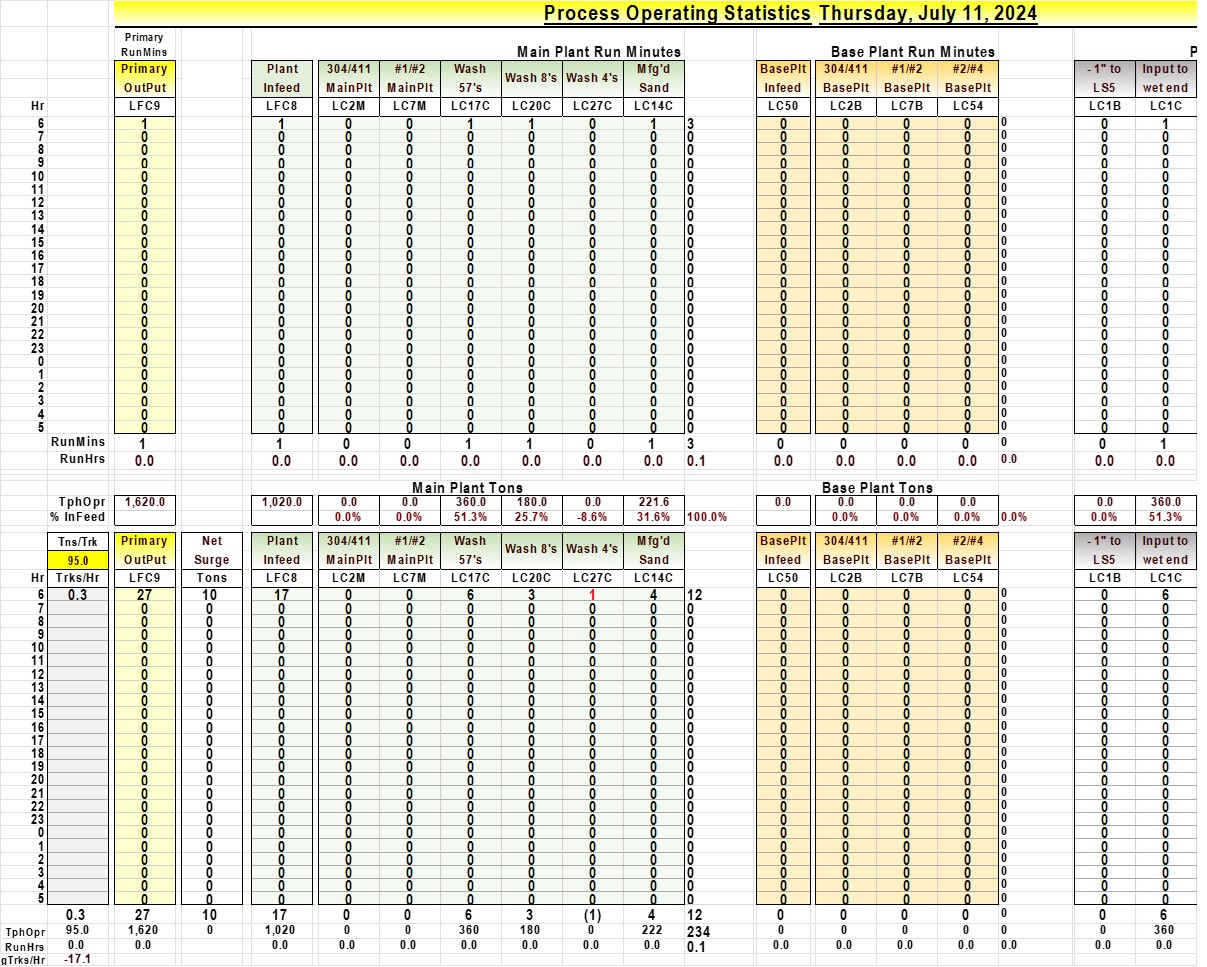 Process Operating Statistics Thursday, July 11, 2024
Primary
RunMins Main Plant Run Minutes Base Plant Run Minutes P
Primary Plant 304/411 #1/#2 Wash Wash 8's Wash 4's Mfg'd BasePlt 304/411 #1/#2 #2/#4 - 1" to Input to
OutPut Infeed MainPlt MainPlt 57's Sand Infeed BasePlt BasePlt BasePlt LS5 wet end
Hr LFC9 LFC8 LC2M LC7M LC17C LC20C LC27C LC14C LC50 LC2B LC7B LC54 LC1B LC1C
6 1 1 0 0 1 1 0 1 3 0 0 0 0 0 0 1
7 0 0 0 0 0 0 0 0 0 0 0 0 0 0 0 0
8 0 0 0 0 0 0 0 0 0 0 0 0 0 0 0 0
9 0 0 0 0 0 0 0 0 0 0 0 0 0 0 0 0
10 0 0 0 0 0 0 0 0 0 0 0 0 0 0 0 0
11 0 0 0 0 0 0 0 0 0 0 0 0 0 0 0 0
12 0 0 0 0 0 0 0 0 0 0 0 0 0 0 0 0
13 0 0 0 0 0 0 0 0 0 0 0 0 0 0 0 0
14 0 0 0 0 0 0 0 0 0 0 0 0 0 0 0 0
15 0 0 0 0 0 0 0 0 0 0 0 0 0 0 0 0
16 0 0 0 0 0 0 0 0 0 0 0 0 0 0 0 0
17 0 0 0 0 0 0 0 0 0 0 0 0 0 0 0 0
18 0 0 0 0 0 0 0 0 0 0 0 0 0 0 0 0
19 0 0 0 0 0 0 0 0 0 0 0 0 0 0 0 0
20 0 0 0 0 0 0 0 0 0 0 0 0 0 0 0 0
21 0 0 0 0 0 0 0 0 0 0 0 0 0 0 0 0
22 0 0 0 0 0 0 0 0 0 0 0 0 0 0 0 0
23 0 0 0 0 0 0 0 0 0 0 0 0 0 0 0 0
0 0 0 0 0 0 0 0 0 0 0 0 0 0 0 0 0
1 0 0 0 0 0 0 0 0 0 0 0 0 0 0 0 0
2 0 0 0 0 0 0 0 0 0 0 0 0 0 0 0 0
3 0 0 0 0 0 0 0 0 0 0 0 0 0 0 0 0
4 0 0 0 0 0 0 0 0 0 0 0 0 0 0 0 0
5 0 0 0 0 0 0 0 0 0 0 0 0 0 0 0 0
RunMins 1 1 0 0 1 1 0 1 3 0 0 0 0 0 0 1
RunHrs 0.0 0.0 0.0 0.0 0.0 0.0 0.0 0.0 0.1 0.0 0.0 0.0 0.0 0.0 0.0 0.0
Main Plant Tons Base Plant Tons
TphOpr 1,620.0 1,020.0 0.0 0.0 360.0 180.0 0.0 221.6 0.0 0.0 0.0 0.0 0.0 360.0
% InFeed 0.0% 0.0% 51.3% 25.7% -8.6% 31.6% 100.0% 0.0% 0.0% 0.0% 0.0% 0.0% 51.3%
Tns/Trk Primary Net Plant 304/411 #1/#2 Wash Wash 8's Wash 4's Mfg'd BasePlt 304/411 #1/#2 #2/#4 - 1" to Input to
95.0 OutPut Surge Infeed MainPlt MainPlt 57's Sand Infeed BasePlt BasePlt BasePlt LS5 wet end
Hr Trks/Hr LFC9 Tons LFC8 LC2M LC7M LC17C LC20C LC27C LC14C LC50 LC2B LC7B LC54 LC1B LC1C
6 0.3 27 10 17 0 0 6 3 1 4 12 0 0 0 0 0 0 6
7 0 0 0 0 0 0 0 0 0 0 0 0 0 0 0 0 0
8 0 0 0 0 0 0 0 0 0 0 0 0 0 0 0 0 0
9 0 0 0 0 0 0 0 0 0 0 0 0 0 0 0 0 0
10 0 0 0 0 0 0 0 0 0 0 0 0 0 0 0 0 0
11 0 0 0 0 0 0 0 0 0 0 0 0 0 0 0 0 0
12 0 0 0 0 0 0 0 0 0 0 0 0 0 0 0 0 0
13 0 0 0 0 0 0 0 0 0 0 0 0 0 0 0 0 0
14 0 0 0 0 0 0 0 0 0 0 0 0 0 0 0 0 0
15 0 0 0 0 0 0 0 0 0 0 0 0 0 0 0 0 0
16 0 0 0 0 0 0 0 0 0 0 0 0 0 0 0 0 0
17 0 0 0 0 0 0 0 0 0 0 0 0 0 0 0 0 0
18 0 0 0 0 0 0 0 0 0 0 0 0 0 0 0 0 0
19 0 0 0 0 0 0 0 0 0 0 0 0 0 0 0 0 0
20 0 0 0 0 0 0 0 0 0 0 0 0 0 0 0 0 0
21 0 0 0 0 0 0 0 0 0 0 0 0 0 0 0 0 0
22 0 0 0 0 0 0 0 0 0 0 0 0 0 0 0 0 0
23 0 0 0 0 0 0 0 0 0 0 0 0 0 0 0 0 0
0 0 0 0 0 0 0 0 0 0 0 0 0 0 0 0 0 0
1 0 0 0 0 0 0 0 0 0 0 0 0 0 0 0 0 0
2 0 0 0 0 0 0 0 0 0 0 0 0 0 0 0 0 0
3 0 0 0 0 0 0 0 0 0 0 0 0 0 0 0 0 0
4 0 0 0 0 0 0 0 0 0 0 0 0 0 0 0 0 0
5 0 0 0 0 0 0 0 0 0 0 0 0 0 0 0 0 0
0.3 27 10 17 0 0 6 3 (1) 4 12 0 0 0 0 0 0 6
TphOpr 95.0 1,620 0 1,020 0 0 360 180 0 222 234 0 0 0 0 0 360
RunHrs 0.0 0.0 0.0 0.0 0.0 0.0 0.0 0.0 0.0 0.1 0.0 0.0 0.0 0.0 0.0 0.0 0.0
gTrks/Hr -17.1